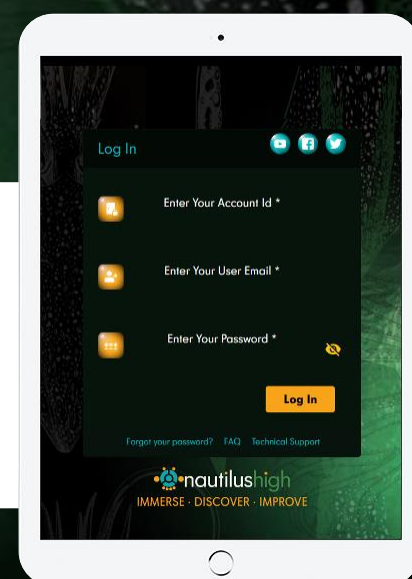 Log In
Enter Your Account Id *
Enter Your User Email *
Enter Your Password *
Log In
Forgot your password? FAQ Technical Support
nautilushigh
IMMERSE · DISCOVER · IMPROVE